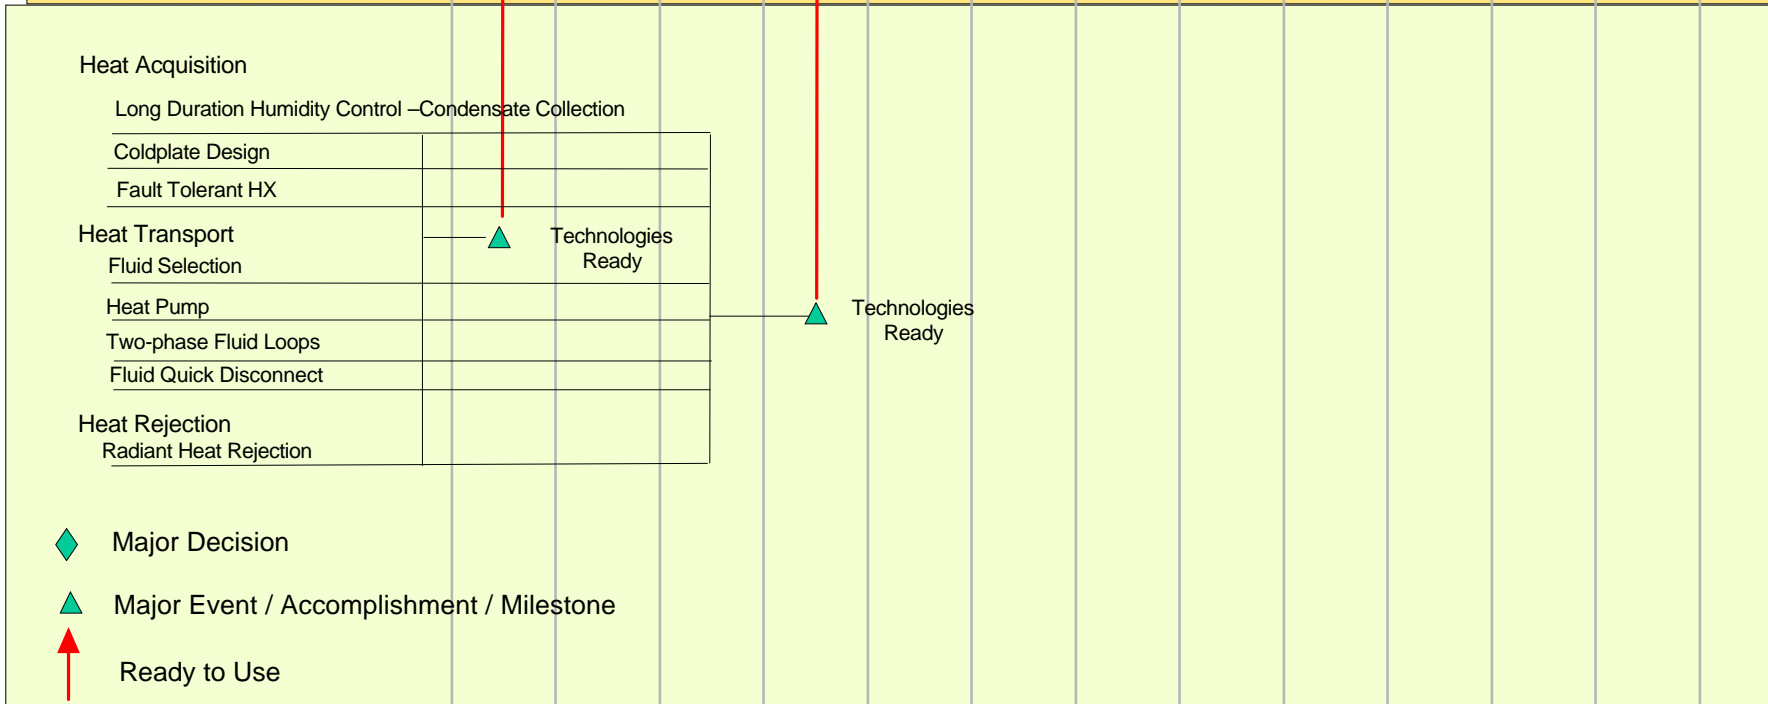 Heat Acquisition
Long Duration Humidity Control –Condensate Collection
Coldplate Design
Fault Tolerant HX
Heat Transport
Technologies
Ready
Fluid Selection
Heat Pump
Technologies
Ready
Two-phase Fluid Loops
Fluid Quick Disconnect
Heat Rejection
Radiant Heat Rejection
Major Decision
Major Event / Accomplishment / Milestone
Ready to Use